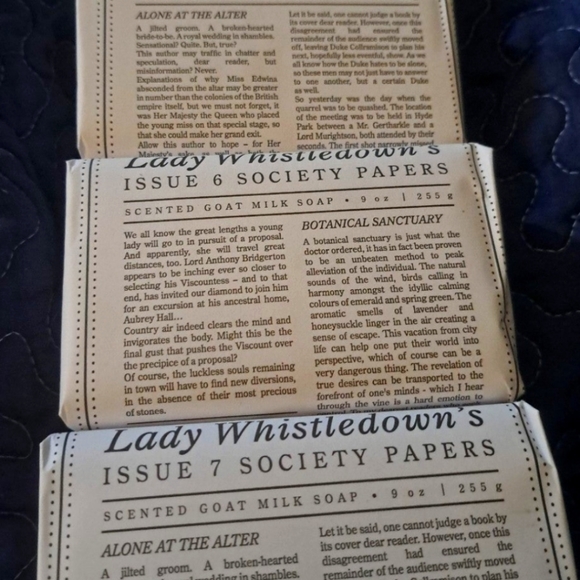 ALONE AT THE ALTER
A jilted groom. A broken-hearted
bride-to-be. A royal wedding in shambles.
Sensational? Quite. But, true?
This author may traffic in chatter and
speculation, dear reader, but
misinformation? Never.
Explanations of why Miss Edwina
absconded from the altar may be greater
in number than the colonies of the British
empire itself, but we must not forget, it
was Her Majesty the Queen who placed
the young miss on that special stage, so
that she could make her grand exit.
Allow this author to hope - for Her
Majesty's sake, as well as
Let it be said, one cannot judge a book by
its cover dear reader. However, once this
disagreement had ensured the
remainder of the audience swiftly moved
off, leaving Duke Collramison to plan his
next, hopefully less eventful, show. As we
all know how the Duke hates to be alone,
so these men may not just have to answer
to one another, but a certain Duke
as well.
So yesterday was the day when the
quarrel was to be quashed. The location
of the meeting was to be held in Hyde
Park between a Mr. Gertharkle and a
Lord Murightson, both attended by their
seconds. The first shot narrowly missed
Lady Whistledown's
ISSUE 6 SOCIETY PAPERS
SCENTED GOAT MILK SOAP • 9 oz | 255 g
We all know the great lengths a young
lady will go to in pursuit of a proposal.
And apparently, she will travel great
distances, too. Lord Anthony Bridgerton
appears to be inching ever so closer to
selecting his Viscountess - and to that
end, has invited our diamond to join him
for an excursion at his ancestral home,
Aubrey Hall...
Country air indeed clears the mind and
invigorates the body. Might this be the
final gust that pushes the Viscount over
the precipice of a proposal?
Of course, the luckless souls remaining
in town will have to find new diversions,
in the absence of their most precious
of stones.
BOTANICAL SANCTUARY
A botanical sanctuary is just what the
doctor ordered, it has in fact been proven
to be an unbeaten method to peak
alleviation of the individual. The natural
sounds of the wind, birds calling in
harmony amongst the idyllic calming
colours of emerald and spring green. The
aromatic smells of lavender and
honeysuckle linger in the air creating a
sense of escape. This vacation from city
life can help one put their world into
perspective, which of course can be a
very dangerous thing. The revelation of
true desires can be transported to the
forefront of one's minds - which I hear
through the vine is a hard emotion to
Lady Whistledown's
ISSUE 7 SOCIETY PAPERS
SCENTED GOAT MILK SOAP • 9 oz | 255 g
ALONE AT THE ALTER
A jilted groom. A broken-hearted
wedding in shambles.
Let it be said, one cannot judge a book by
its cover dear reader. However, once this
disagreement had ensured the
remainder of the audience swiftly moved
to plan his